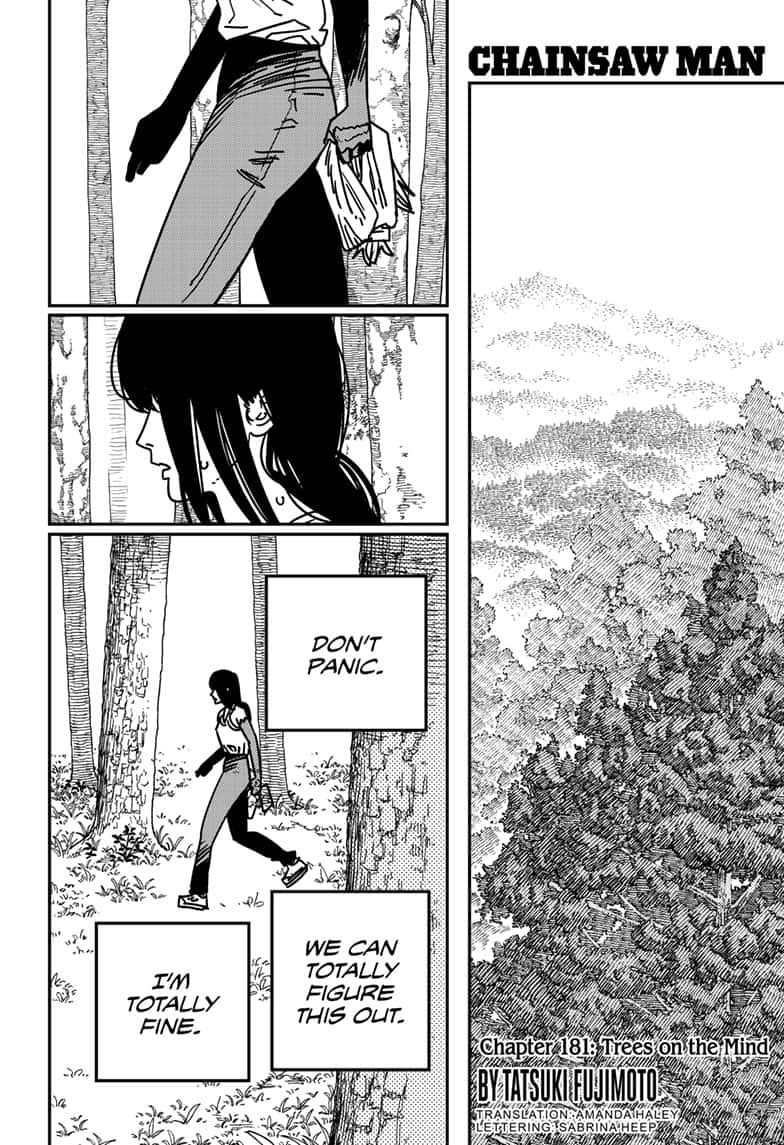 CHAINSAW MAN
Chapter 181: Trees on the Mind
BY TATSUKI FUJIMOTO
TRANSLATION: AMANDA HALEY
LETTERING: SABRINA HEEP
DON'T
PANIC.
WE CAN
TOTALLY
FIGURE
THIS OUT.
I'M
TOTALLY
FINE.